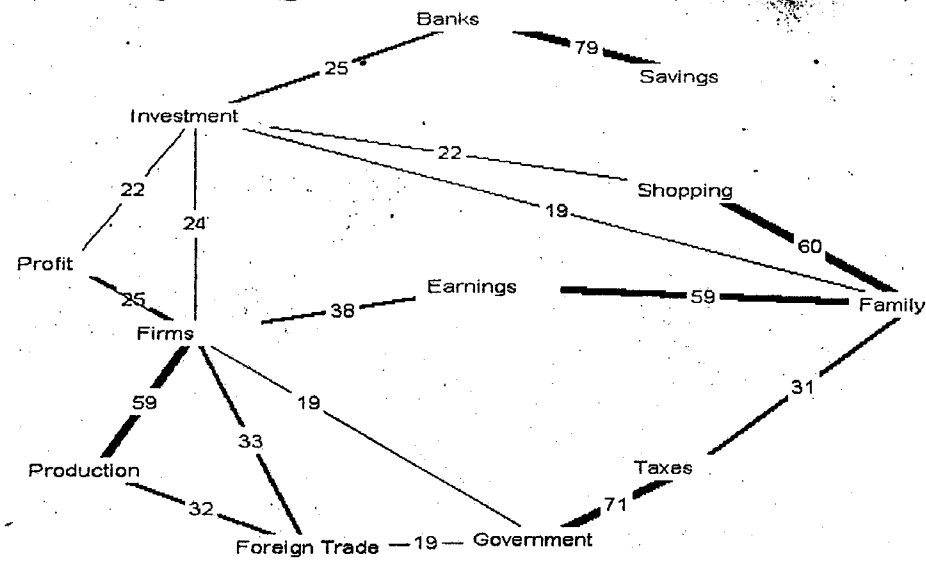 Banks
79
25
Savings
Investment
22
22
Shopping
19
24
60
Profit
Earnings
25
59
Family
38
Firms
31
59
19
33
Production
Taxes
32
71
Foreign Trade
19
Government